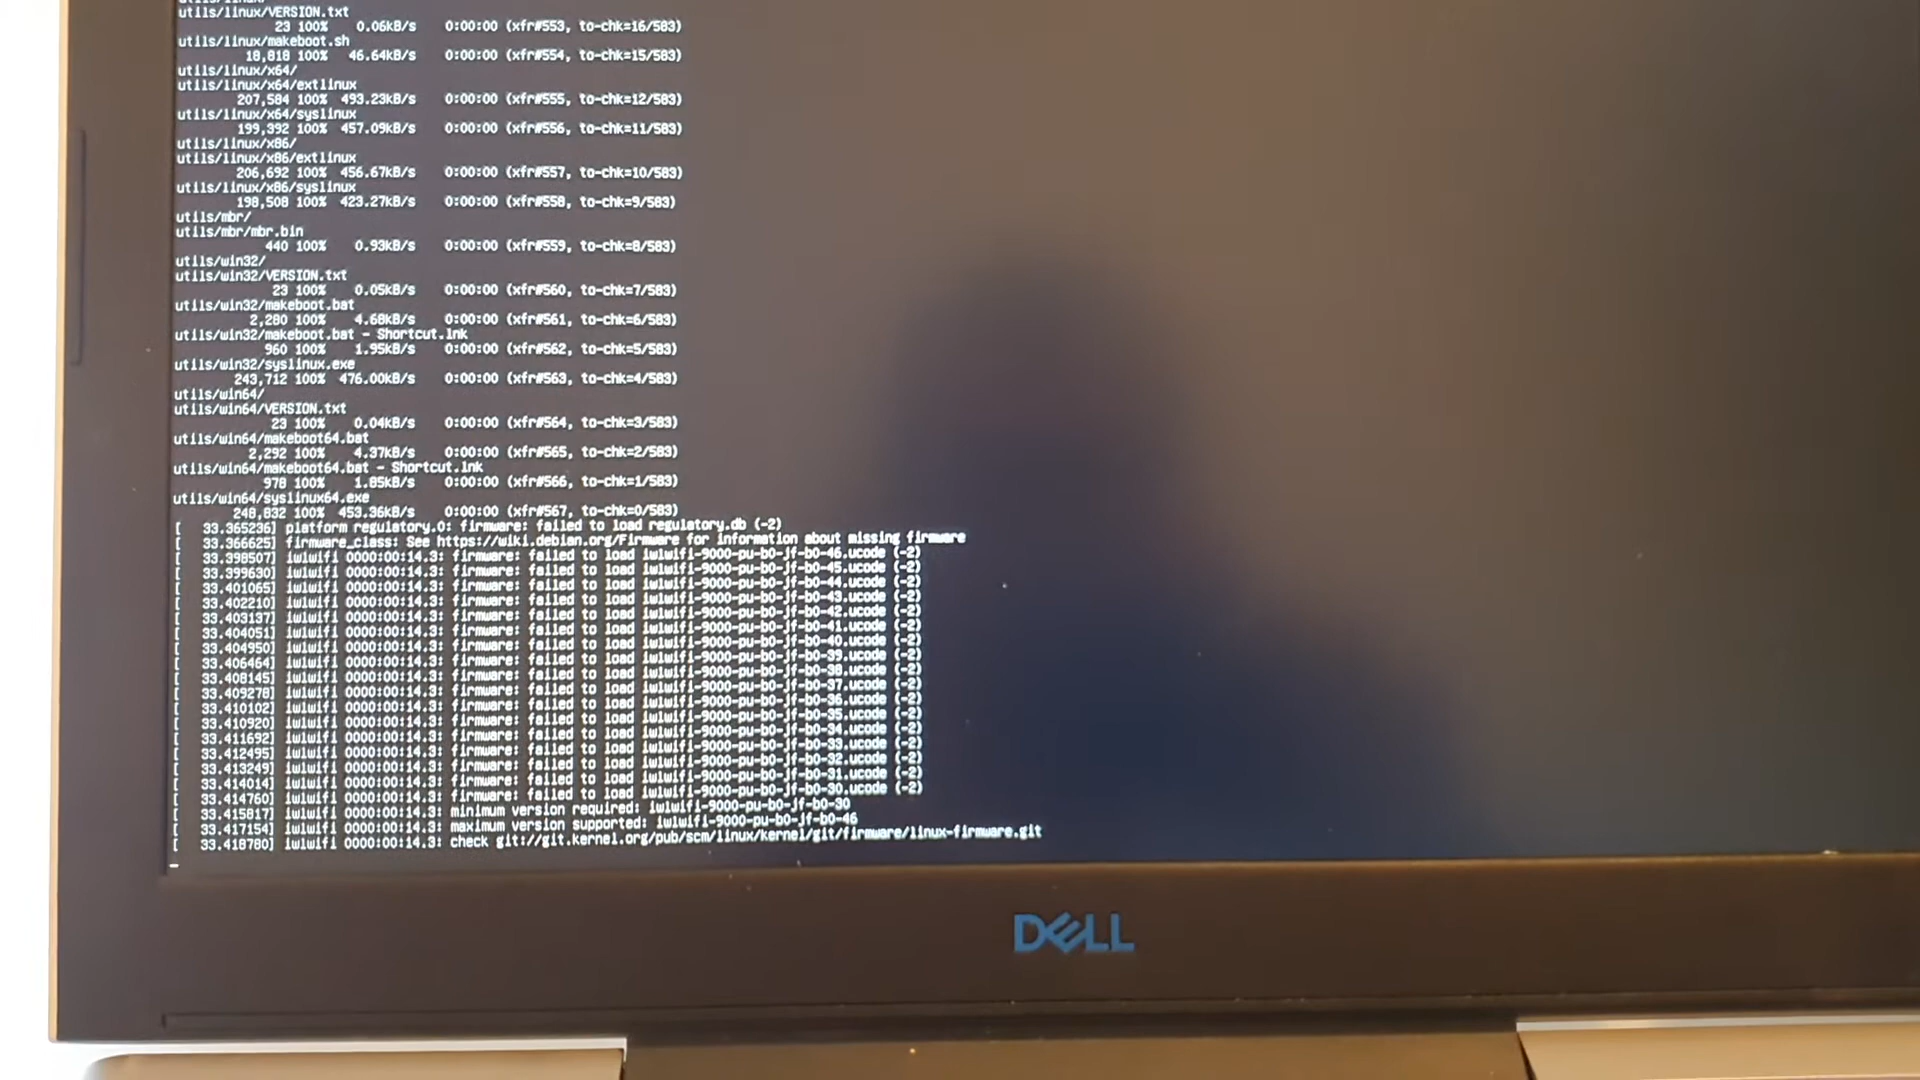 utils/linux/VERSION.txt
23 100% 0.06kB/s 0:00:00 (xfr#553, to-chk=16/583)
utils/linux/makeboot.sh
18,818 100% 46.64kB/s 0:00:00 (xfr#554, to-chk=15/583)
utils/linux/x64/
utils/linux/x64/extlinux
207,584 100% 493.23kB/s 0:00:00 (xfr#555, to-chk=12/583)
utils/linux/x64/syslinux
199,392 100% 457.09kB/s 0:00:00 (xfr#556, to-chk=11/583)
utils/linux/x86/
utils/linux/x86/extlinux
206,692 100% 456.67kB/s 0:00:00 (xfr#557, to-chk=10/583)
utils/linux/x86/syslinux
198,508 100% 423.27kB/s 0:00:00 (xfr#558, to-chk=9/583)
utils/mbr/
utils/mbr/mbr.bin
440 100% 0.93kB/s 0:00:00 (xfr#559, to-chk=8/583)
utils/win32/
utils/win32/VERSION.txt
23 100% 0.05kB/s 0:00:00 (xfr#560, to-chk=7/583)
utils/win32/makeboot.bat
2,280 100% 4.68kB/s 0:00:00 (xfr#561, to-chk=6/583)
utils/win32/makeboot.bat - Shortcut.lnk
960 100% 1.95kB/s 0:00:00 (xfr#562, to-chk=5/583)
utils/win32/syslinux.exe
243,712 100% 476.00kB/s 0:00:00 (xfr#563, to-chk=4/583)
utils/win64/
utils/win64/VERSION.txt
23 100% 0.04kB/s 0:00:00 (xfr#564, to-chk=3/583)
utils/win64/makeboot64.bat
2,292 100% 4.37kB/s 0:00:00 (xfr#565, to-chk=2/583)
utils/win64/makeboot64.bat - Shortcut.lnk
978 100% 1.85kB/s 0:00:00 (xfr#566, to-chk=1/583)
utils/win64/syslinux64.exe
248,832 100% 453.36kB/s 0:00:00 (xfr#567, to-chk=0/583)
[ 33.365236] platform regulatory.0: firmware: failed to load regulatory.db (-2)
[ 33.366625] firmware_class: See https://wiki.debian.org/Firmware for information about missing firmware
[ 33.398507] iwlwifi 0000:00:14.3: firmware: failed to load iwlwifi-9000-pu-b0-jf-b0-46.ucode (-2)
[ 33.399630] iwlwifi 0000:00:14.3: firmware: failed to load iwlwifi-9000-pu-b0-jf-b0-45.ucode (-2)
[ 33.401065] iwlwifi 0000:00:14.3: firmware: failed to load iwlwifi-9000-pu-b0-jf-b0-44.ucode (-2)
[ 33.402210] iwlwifi 0000:00:14.3: firmware: failed to load iwlwifi-9000-pu-b0-jf-b0-43.ucode (-2)
[ 33.403137] iwlwifi 0000:00:14.3: firmware: failed to load iwlwifi-9000-pu-b0-jf-b0-42.ucode (-2)
[ 33.404051] iwlwifi 0000:00:14.3: firmware: failed to load iwlwifi-9000-pu-b0-jf-b0-41.ucode (-2)
[ 33.404950] iwlwifi 0000:00:14.3: firmware: failed to load iwlwifi-9000-pu-b0-jf-b0-40.ucode (-2)
[ 33.406464] iwlwifi 0000:00:14.3: firmware: failed to load iwlwifi-9000-pu-b0-jf-b0-39.ucode (-2)
[ 33.408145] iwlwifi 0000:00:14.3: firmware: failed to load iwlwifi-9000-pu-b0-jf-b0-38.ucode (-2)
[ 33.409278] iwlwifi 0000:00:14.3: firmware: failed to load iwlwifi-9000-pu-b0-jf-b0-37.ucode (-2)
[ 33.410102] iwlwifi 0000:00:14.3: firmware: failed to load iwlwifi-9000-pu-b0-jf-b0-36.ucode (-2)
[ 33.410920] iwlwifi 0000:00:14.3: firmware: failed to load iwlwifi-9000-pu-b0-jf-b0-35.ucode (-2)
[ 33.411692] iwlwifi 0000:00:14.3: firmware: failed to load iwlwifi-9000-pu-b0-jf-b0-34.ucode (-2)
[ 33.412495] iwlwifi 0000:00:14.3: firmware: failed to load iwlwifi-9000-pu-b0-jf-b0-33.ucode (-2)
[ 33.413249] iwlwifi 0000:00:14.3: firmware: failed to load iwlwifi-9000-pu-b0-jf-b0-32.ucode (-2)
[ 33.414014] iwlwifi 0000:00:14.3: firmware: failed to load iwlwifi-9000-pu-b0-jf-b0-31.ucode (-2)
[ 33.414760] iwlwifi 0000:00:14.3: firmware: failed to load iwlwifi-9000-pu-b0-jf-b0-30.ucode (-2)
[ 33.415817] iwlwifi 0000:00:14.3: minimum version required: iwlwifi-9000-pu-b0-jf-b0-30
[ 33.417154] iwlwifi 0000:00:14.3: maximum version supported: iwlwifi-9000-pu-b0-jf-b0-46
[ 33.418780] iwlwifi 0000:00:14.3: check git://git.kernel.org/pub/scm/linux/kernel/git/firmware/linux-firmware.git
DELL